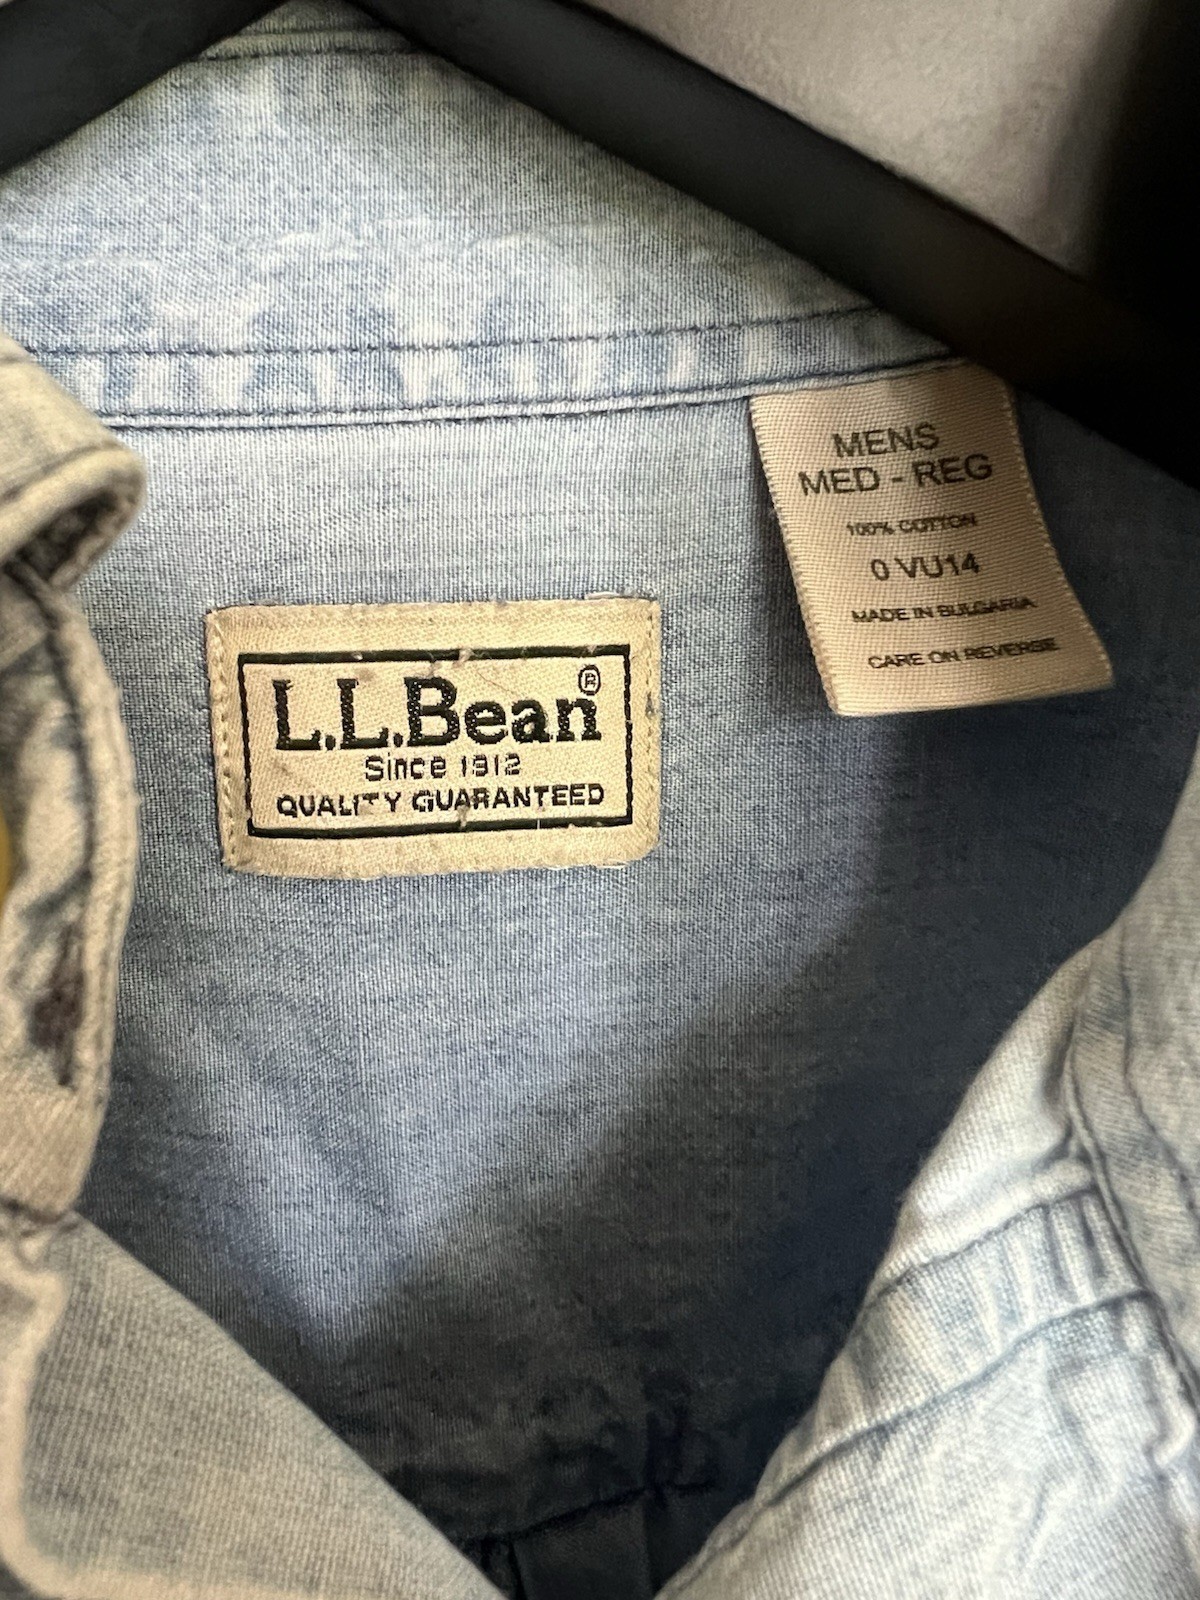 MENS
MED - REG
100% COTTON
0 VU14
MADE IN BULGARIA
CARE ON REVERSE
L.L.Bean®
Since 1912
QUALITY GUARANTEED